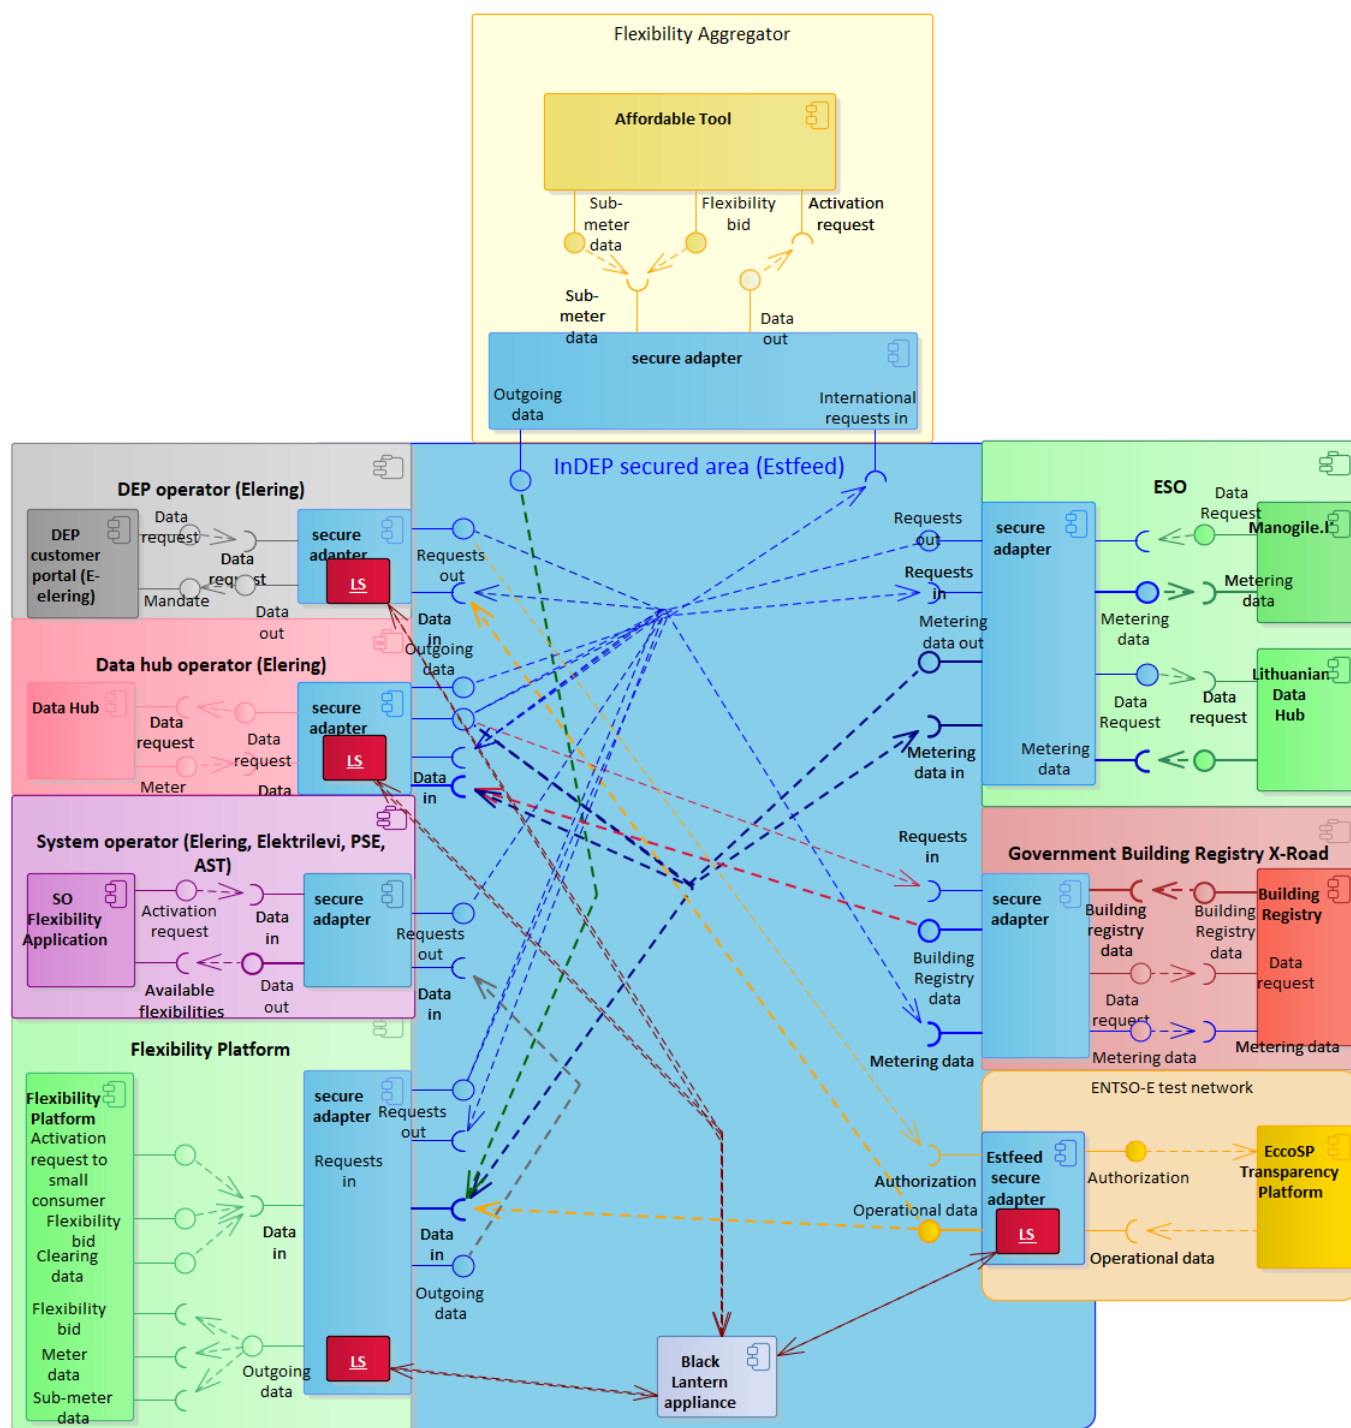 Flexibility Aggregator
Affordable Tool
Sub-
meter
data
Flexibility
bid
Activation
request
Sub-
meter
data
Data
out
secure adapter
Outgoing
data
International
requests in
InDEP secured area (Estfeed)
DEP operator (Elering)
DEP
customer
portal (E-
elering)
Data
request
Data
request
Mandate
Data
out
secure
adapter
LS
Requests
out
Data
in
Data hub operator (Elering)
Data Hub
Data
request
Data
request
Meter
Data
secure
adapter
LS
Outgoing
data
Data
in
System operator (Elering, Elektrilevi, PSE,
AST)
SO
Flexibility
Application
Activation
request
Data
in
Available
flexibilities
Data
out
secure
adapter
Requests
out
Data
in
Flexibility Platform
Flexibility
Platform
Activation
request to
small
consumer
Flexibility
bid
Clearing
data
Flexibility
bid
Meter
data
Sub-meter
data
Data
in
Outgoing
data
secure
adapter
Requests
in
LS
Requests
out
Data
in
Outgoing
data
ESO
secure
adapter
Requests
out
Requests
in
Metering
data out
Metering
data in
Metering
data
Data
Request
Manogile.l
Metering
data
Metering
data
Data
Request
Data
Request
Lithuanian
Data
Hub
Government Building Registry X-Road
Requests
in
secure
adapter
Building
Registry
data
Metering data
Building
registry
data
Building
Registry
data
Building
Registry
Data
request
Data
request
Metering data
Metering data
ENTSO-E test network
Estfeed
secure
adapter
LS
Authorization
Operational data
Authorization
Operational data
EccoSP
Transparency
Platform
Black
Lantern
appliance